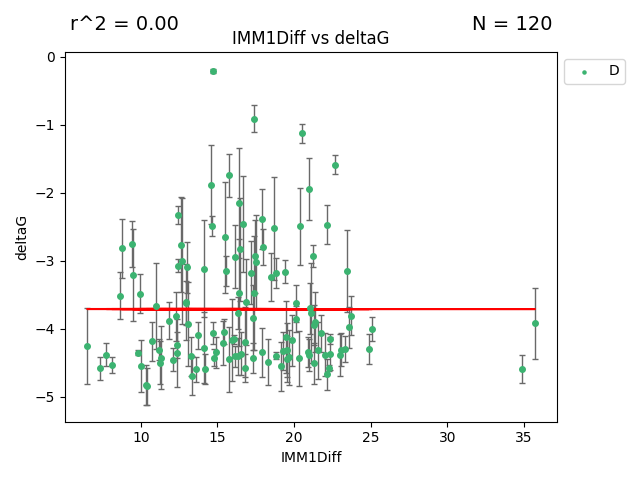 r^2 = 0.00
N = 120
IMM1Diff vs deltaG
D
0
−1
−2
−3
−4
−5
deltaG
10 15 20 25 30 35
IMM1Diff